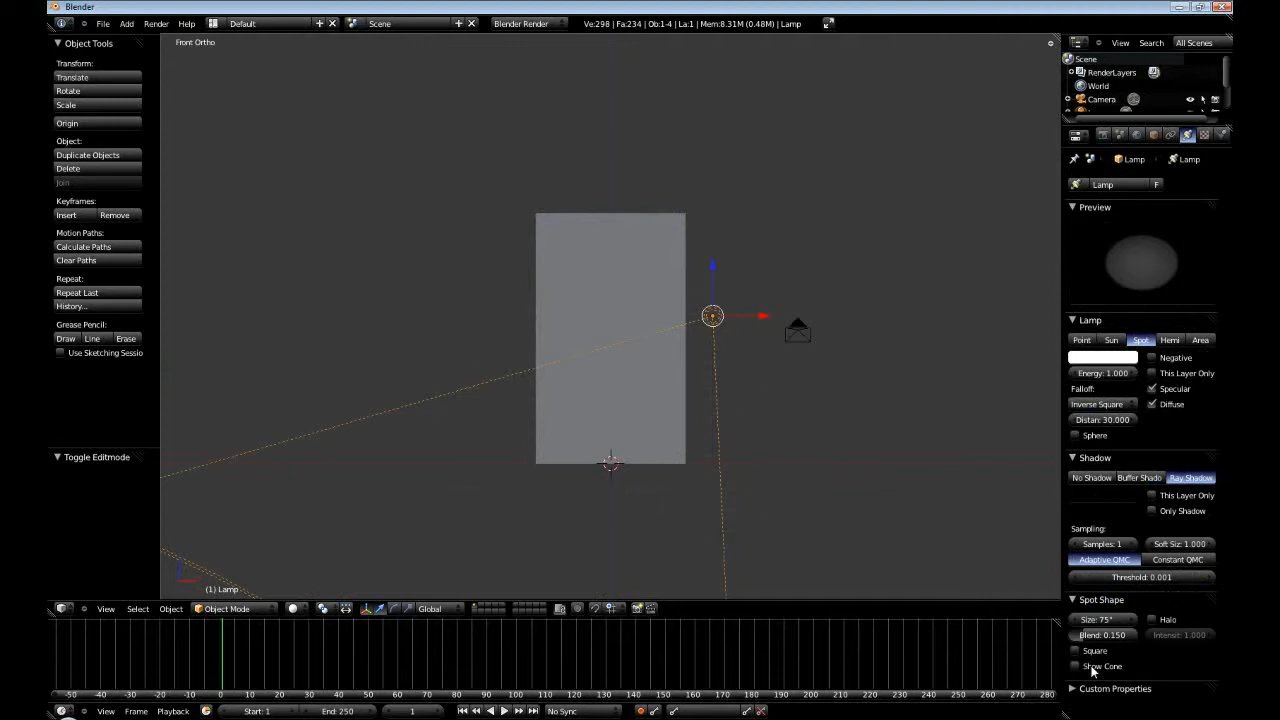 Blender
File Add Render Help Default Scene Blender Render Ve:298 | Fa:234 | Ob:1-4 | La:1 | Mem:8.31M (0.48M) | Lamp
Object Tools
Transform:
Translate
Rotate
Scale
Origin
Object:
Duplicate Objects
Delete
Join
Keyframes:
Insert Remove
Motion Paths:
Calculate Paths
Clear Paths
Repeat:
Repeat Last
History...
Grease Pencil:
Draw Line Erase
Use Sketching Sessio
Toggle Editmode
Front Ortho
(1) Lamp
View Select Object Object Mode Global
-50 -40 -30 -20 -10 0 10 20 30 40 50 60 70 80 90 100 110 120 130 140 150 160 170 180 190 200 210 220 230 240 250 260 270 280
View Frame Playback Start: 1 End: 250 1 No Sync
View Search All Scenes
Scene
RenderLayers
World
Camera
Lamp Lamp
Lamp F
Preview
Lamp
Point Sun Spot Hemi Area
Negative
Energy: 1.000 This Layer Only
Falloff: Specular
Inverse Square Diffuse
Distan: 30.000
Sphere
Shadow
No Shadow Buffer Shado Ray Shadow
This Layer Only
Only Shadow
Sampling:
Samples: 1 Soft Siz: 1.000
Adaptive QMC Constant QMC
Threshold: 0.001
Spot Shape
Size: 75° Halo
Blend: 0.150 Intensit: 1.000
Square
Show Cone
Custom Properties